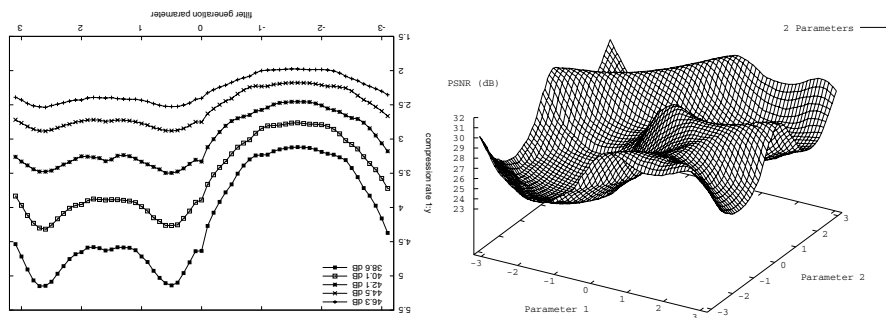 filter generation parameter
3 2 1 0 -1 -2 -3
1.5
2
2.5
3
3.5
4
4.5
5
5.5
compression rate 1:y
38.6 dB
40.1 dB
42.1 dB
44.5 dB
46.3 dB
2 Parameters
PSNR (dB)
32
31
30
29
28
27
26
25
24
23
-3 -2 -1 0 1 2 3
Parameter 1
-3 -2 -1 0 1 2 3
Parameter 2